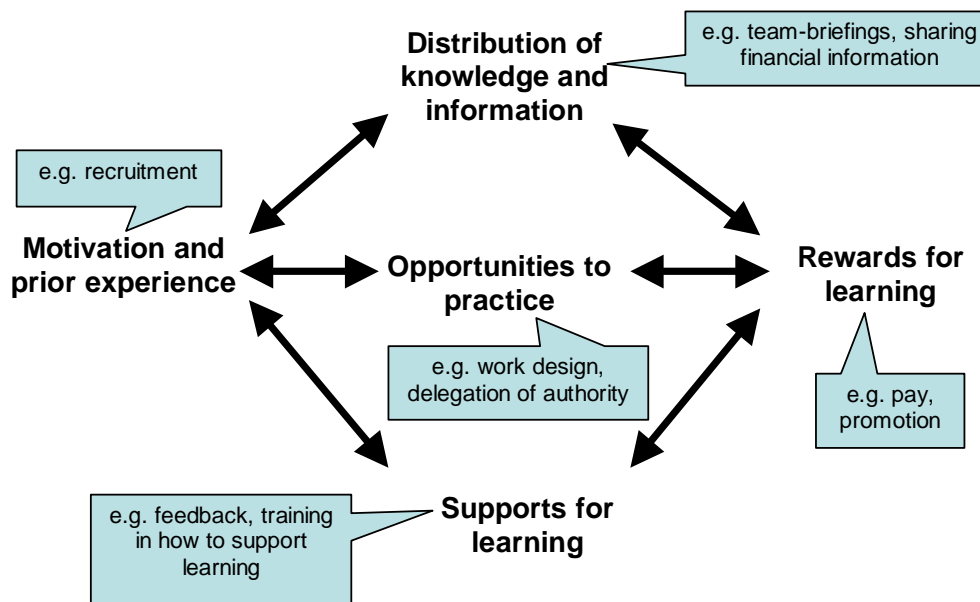 Distribution of
knowledge and
information
e.g. team-briefings, sharing
financial information
e.g. recruitment
Motivation and
prior experience
Opportunities to
practice
Rewards for
learning
e.g. work design,
delegation of authority
e.g. pay,
promotion
e.g. feedback, training
in how to support
learning
Supports for
learning